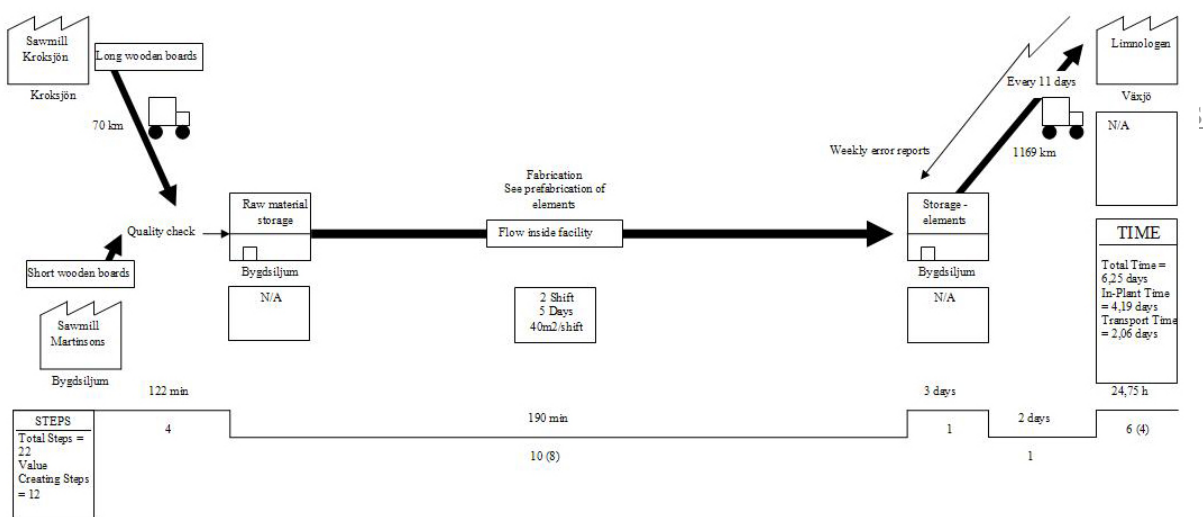 Sawmill
Kroksjön
Long wooden boards
Kroksjön
70 km
Quality check
Short wooden boards
Sawmill
Martinsons
Bygdsiljum
Raw material
storage
Bygdsiljum
N/A
Fabrication
See prefabrication of
elements
Flow inside facility
2 Shift
5 Days
40m2/shift
Weekly error reports
Every 11 days
1169 km
Storage -
elements
Bygdsiljum
N/A
Limnologen
Växjö
N/A
TIME
Total Time =
6,25 days
In-Plant Time
= 4,19 days
Transport Time
= 2,06 days
122 min
190 min
3 days
2 days
24,75 h
4
10 (8)
1
1
6 (4)
STEPS
Total Steps =
22
Value
Creating Steps
= 12